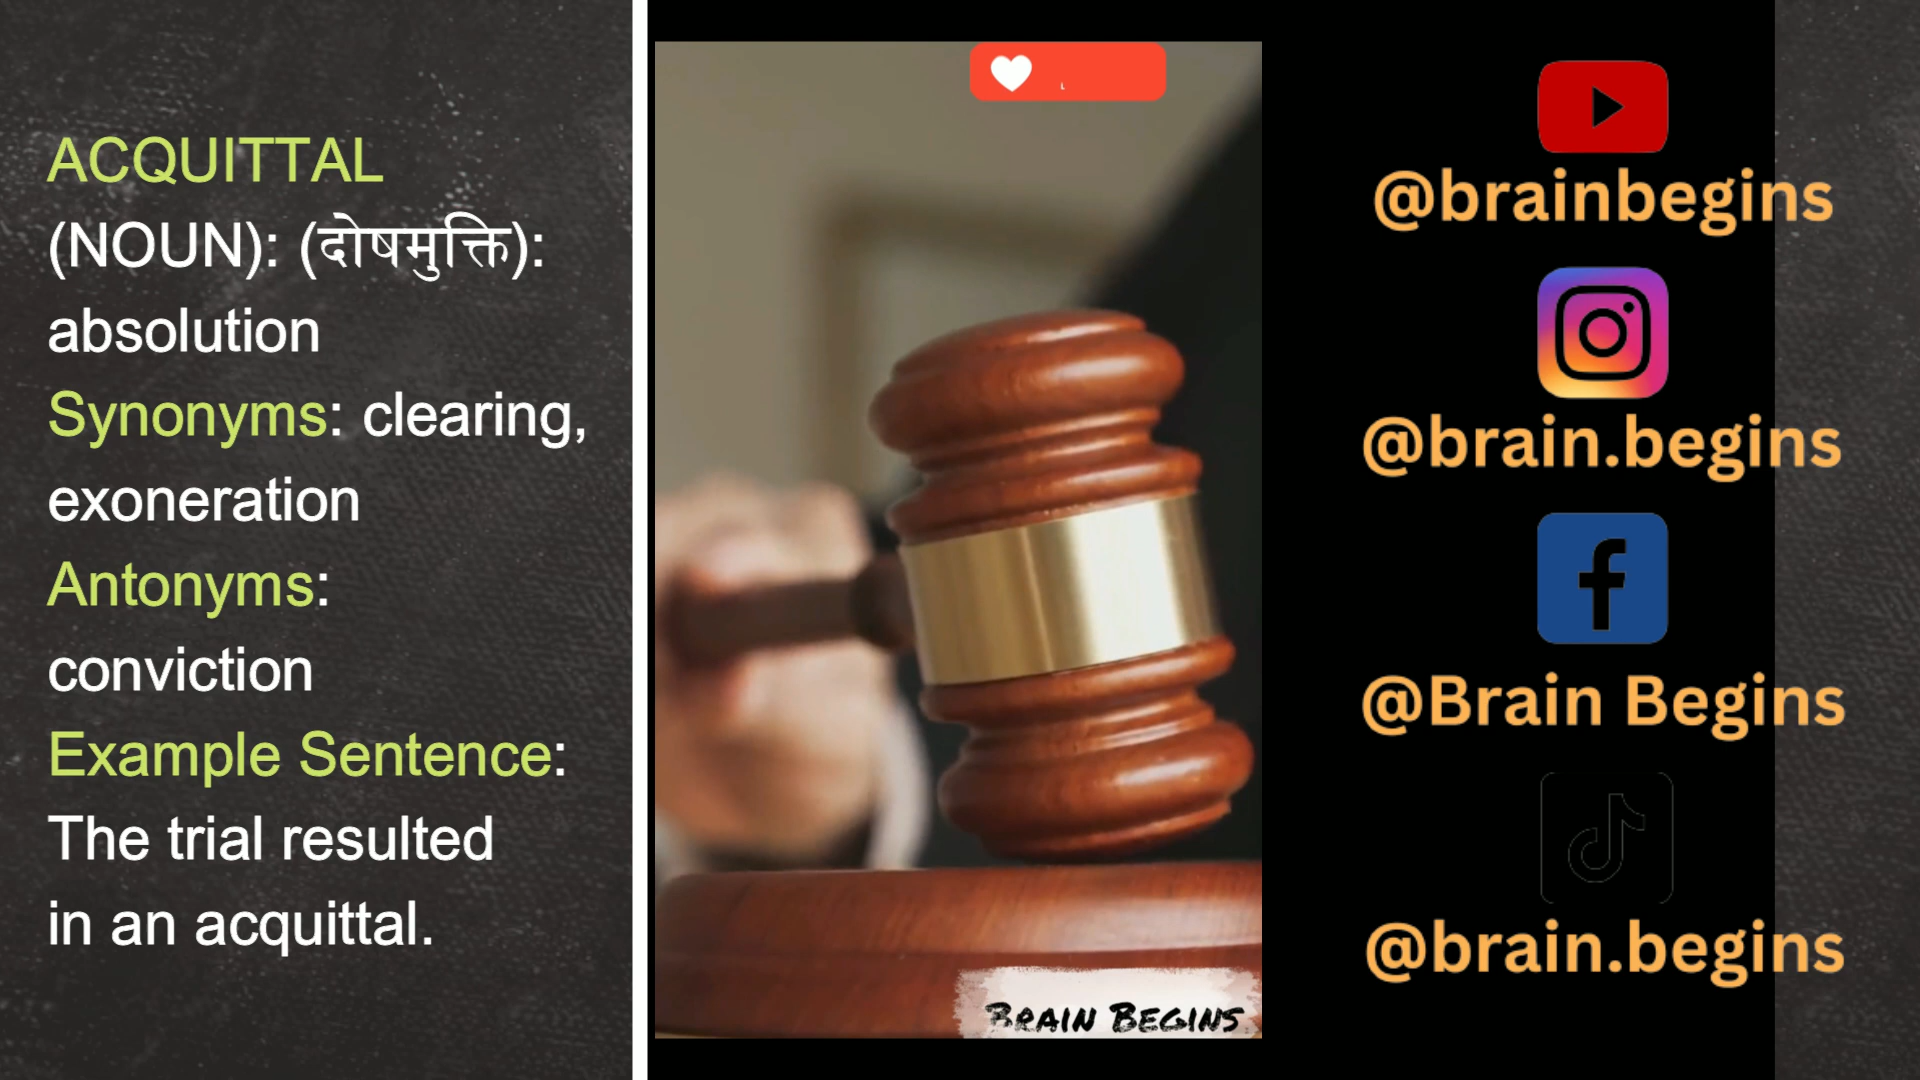 ACQUITTAL
(NOUN): (दोषमुक्ति):
absolution
Synonyms: clearing,
exoneration
Antonyms:
conviction
Example Sentence:
The trial resulted
in an acquittal.
BRAIN BEGINS
@brainbegins
@brain.begins
@Brain Begins
@brain.begins